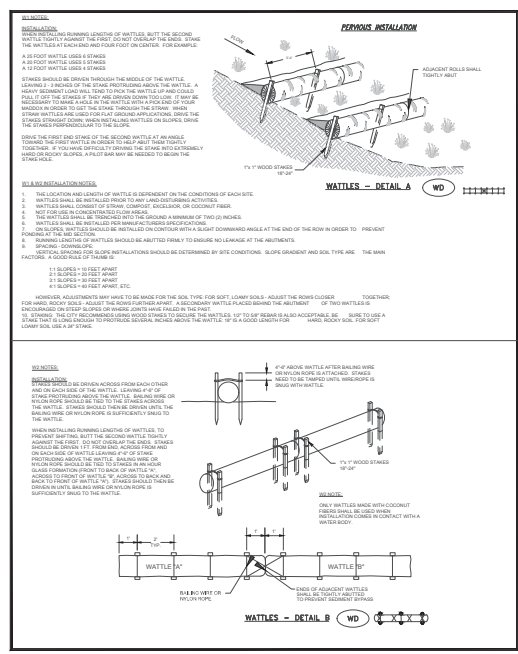 W1 NOTES:
INSTALLATION:
WHEN INSTALLING RUNNING LENGTHS OF WATTLES, BUTT THE SECOND
WATTLE TIGHTLY AGAINST THE FIRST, DO NOT OVERLAP THE ENDS. STAKE
THE WATTLES AT EACH END AND FOUR FOOT ON CENTER. FOR EXAMPLE:
A 25 FOOT WATTLE USES 6 STAKES
A 20 FOOT WATTLE USES 5 STAKES
A 12 FOOT WATTLE USES 4 STAKES
STAKES SHOULD BE DRIVEN THROUGH THE MIDDLE OF THE WATTLE.
LEAVING 2 - 3 INCHES OF THE STAKE PROTRUDING ABOVE THE WATTLE. A
HEAVY SEDIMENT LOAD WILL TEND TO PICK THE WATTLE UP AND COULD
PULL IT OFF THE STAKES IF THEY ARE DRIVEN DOWN TOO LOW. IT MAY BE
NECESSARY TO MAKE A HOLE IN THE WATTLE WITH A PICK END OF YOUR
MADDOX IN ORDER TO GET THE STAKE THROUGH THE STRAW. WHEN
STRAW WATTLES ARE USED FOR FLAT GROUND APPLICATIONS, DRIVE THE
STAKES STRAIGHT DOWN; WHEN INSTALLING WATTLES ON SLOPES, DRIVE
THE STAKES PERPENDICULAR TO THE SLOPE.
DRIVE THE FIRST END STAKE OF THE SECOND WATTLE AT AN ANGLE
TOWARD THE FIRST WATTLE IN ORDER TO HELP ABUT THEM TIGHTLY
TOGETHER. IF YOU HAVE DIFFICULTY DRIVING THE STAKE INTO EXTREMELY
HARD OR ROCKY SLOPES, A PILOT BAR MAY BE NEEDED TO BEGIN THE
STAKE HOLE.
PERVIOUS INSTALLATION
FLOW
ADJACENT ROLLS SHALL
TIGHTLY ABUT
1"x 1" WOOD STAKES
18"-24"
WATTLES - DETAIL A
WD
W1 & W2 INSTALLATION NOTES:
1. THE LOCATION AND LENGTH OF WATTLE IS DEPENDENT ON THE CONDITIONS OF EACH SITE.
2. WATTLES SHALL BE INSTALLED PRIOR TO ANY LAND-DISTURBING ACTIVITIES.
3. WATTLES SHALL CONSIST OF STRAW, COMPOST, EXCELSIOR, OR COCONUT FIBER.
4. NOT FOR USE IN CONCENTRATED FLOW AREAS.
5. THE WATTLES SHALL BE TRENCHED INTO THE GROUND A MINIMUM OF TWO (2) INCHES.
6. WATTLES SHALL BE INSTALLED PER MANUFACTURERS SPECIFICATIONS.
7. ON SLOPES, WATTLES SHOULD BE INSTALLED ON CONTOUR WITH A SLIGHT DOWNWARD ANGLE AT THE END OF THE ROW IN ORDER TO PREVENT
PONDING AT THE MID SECTION.
8. RUNNING LENGTHS OF WATTLES SHOULD BE ABUTTED FIRMLY TO ENSURE NO LEAKAGE AT THE ABUTMENTS.
9. SPACING - DOWNSLOPE:
VERTICAL SPACING FOR SLOPE INSTALLATIONS SHOULD BE DETERMINED BY SITE CONDITIONS. SLOPE GRADIENT AND SOIL TYPE ARE THE MAIN
FACTORS. A GOOD RULE OF THUMB IS:
1:1 SLOPES = 10 FEET APART
2:1 SLOPES = 20 FEET APART
3:1 SLOPES = 30 FEET APART
4:1 SLOPES = 40 FEET APART, ETC.
HOWEVER, ADJUSTMENTS MAY HAVE TO BE MADE FOR THE SOIL TYPE; FOR SOFT, LOAMY SOILS - ADJUST THE ROWS CLOSER TOGETHER;
FOR HARD, ROCKY SOILS - ADJUST THE ROWS FURTHER APART. A SECONDARY WATTLE PLACED BEHIND THE ABUTMENT OF TWO WATTLES IS
ENCOURAGED ON STEEP SLOPES OR WHERE JOINTS HAVE FAILED IN THE PAST.
10. STAKING: THE CITY RECOMMENDS USING WOOD STAKES TO SECURE THE WATTLES. 1/2" TO 5/8" REBAR IS ALSO ACCEPTABLE. BE SURE TO USE A
STAKE THAT IS LONG ENOUGH TO PROTRUDE SEVERAL INCHES ABOVE THE WATTLE: 18" IS A GOOD LENGTH FOR HARD, ROCKY SOIL. FOR SOFT
LOAMY SOIL USE A 24" STAKE.
W2 NOTES:
INSTALLATION:
STAKES SHOULD BE DRIVEN ACROSS FROM EACH OTHER
AND ON EACH SIDE OF THE WATTLE. LEAVING 4"-6" OF
STAKE PROTRUDING ABOVE THE WATTLE. BAILING WIRE OR
NYLON ROPE SHOULD BE TIED TO THE STAKES ACROSS
THE WATTLE. STAKES SHOULD THEN BE DRIVEN UNTIL THE
BAILING WIRE OR NYLON ROPE IS SUFFICIENTLY SNUG TO
THE WATTLE.
WHEN INSTALLING RUNNING LENGTHS OF WATTLES, TO
PREVENT SHIFTING, BUTT THE SECOND WATTLE TIGHTLY
AGAINST THE FIRST. DO NOT OVERLAP THE ENDS. STAKES
SHOULD BE DRIVEN 1 FT. FROM END, ACROSS FROM AND
ON EACH SIDE OF WATTLE LEAVING 4"-6" OF STAKE
PROTRUDING ABOVE THE WATTLE. BAILING WIRE OR
NYLON ROPE SHOULD BE TIED TO STAKES IN AN HOUR
GLASS FORMATION (FRONT TO BACK OF WATTLE "A",
ACROSS TO FRONT OF WATTLE "B", ACROSS TO BACK AND
BACK TO FRONT OF WATTLE "A"). STAKES SHOULD THEN BE
DRIVEN IN UNTIL BAILING WIRE OR NYLON ROPE IS
SUFFICIENTLY SNUG TO THE WATTLE.
4"-6" ABOVE WATTLE AFTER BAILING WIRE
OR NYLON ROPE IS ATTACHED. STAKES
NEED TO BE TAMPED UNTIL WIRE/ROPE IS
SNUG WITH WATTLE.
1"x 1" WOOD STAKES
18"-24"
W2 NOTE:
ONLY WATTLES MADE WITH COCONUT
FIBERS SHALL BE USED WHEN
INSTALLATION COMES IN CONTACT WITH A
WATER BODY.
1'
2'
TYP.
1'
1'
WATTLE "A"
WATTLE "B"
BAILING WIRE OR
NYLON ROPE
ENDS OF ADJACENT WATTLES
SHALL BE TIGHTLY ABUTTED
TO PREVENT SEDIMENT BYPASS
WATTLES - DETAIL B
WD